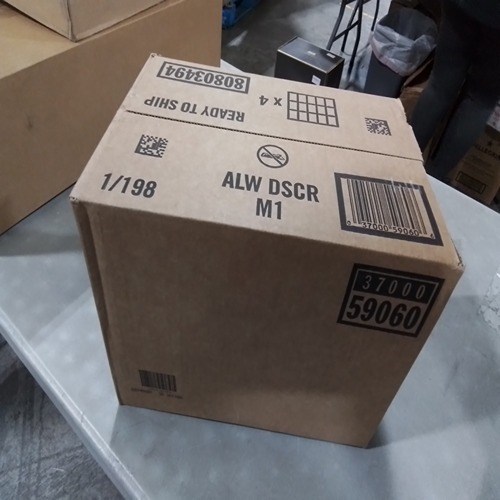 80803494
READY TO SHIP
x 4
1/198
ALW DSCR
M1
37000 59060
37000
59060